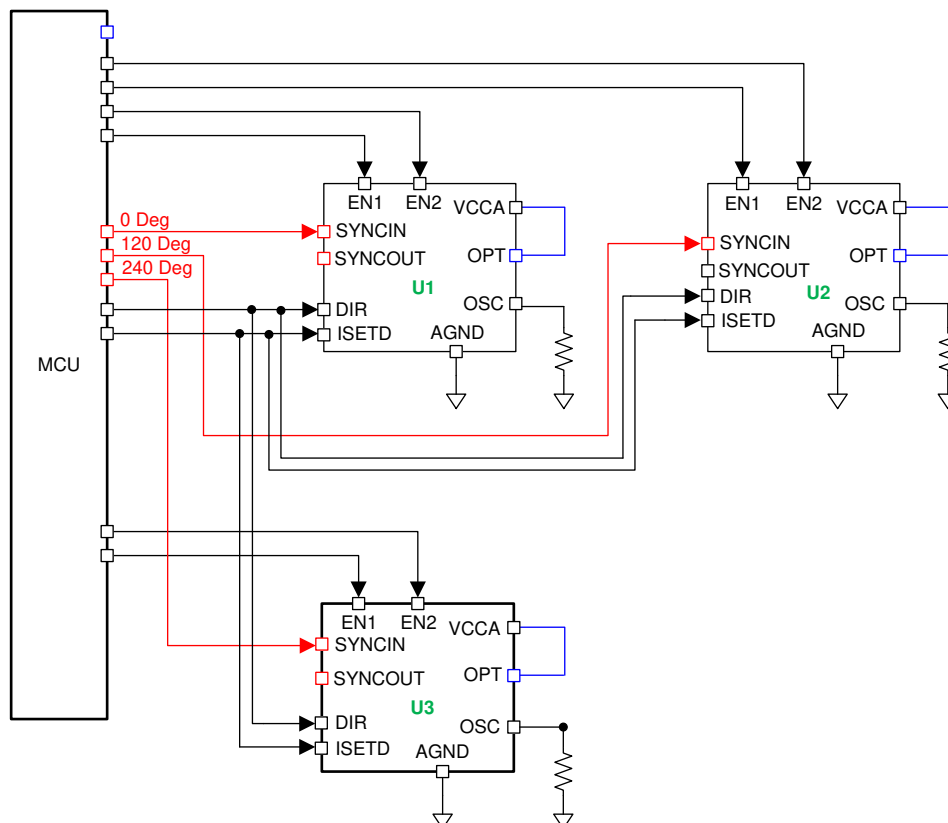 EN1 EN2
VCCA
0 Deg
SYNCIN
120 Deg
SYNCOUT
OPT
240 Deg
U1
DIR
OSC
ISETD
AGND
EN1 EN2
VCCA
SYNCIN
OPT
SYNCOUT
U2
DIR
OSC
ISETD
AGND
MCU
EN1 EN2
VCCA
SYNCIN
OPT
SYNCOUT
U3
DIR
OSC
ISETD
AGND